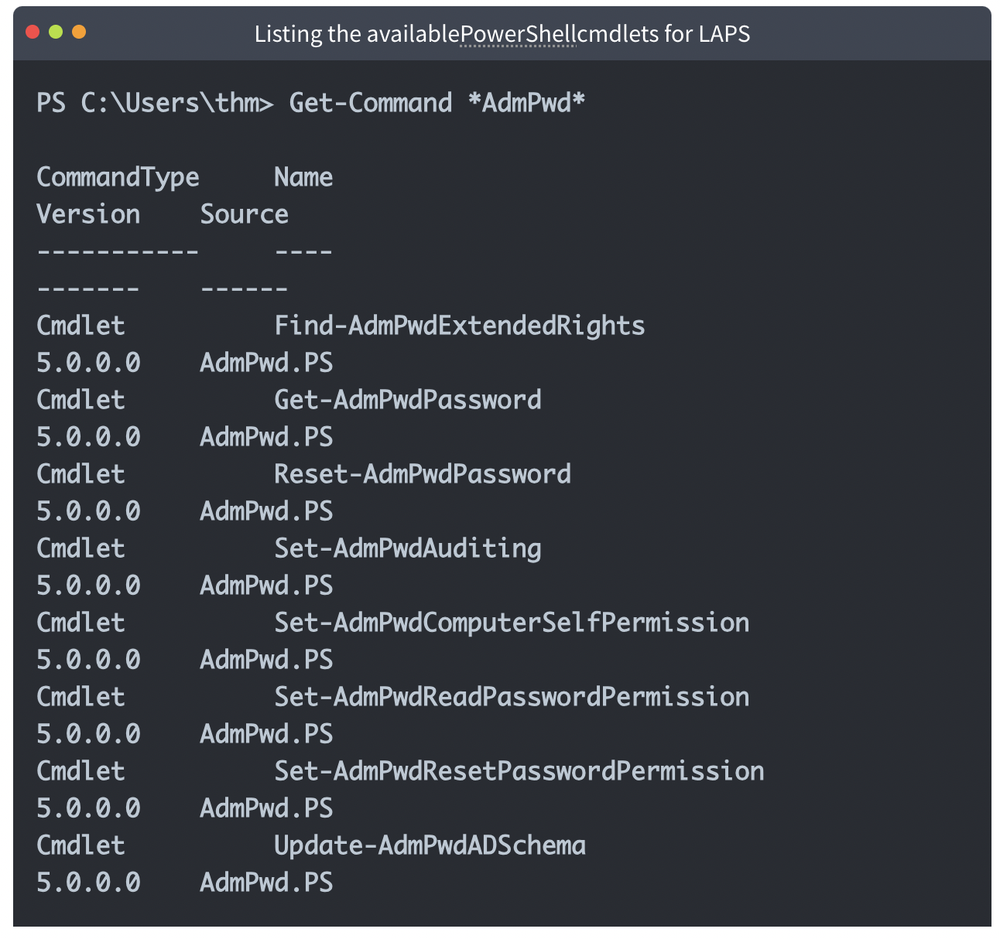 Listing the availablePowerShellcmdlets for LAPS
PS C:\Users\thm> Get-Command *AdmPwd*
CommandType     Name
Version    Source
-----------     ----
-------    ------
Cmdlet          Find-AdmPwdExtendedRights
5.0.0.0    AdmPwd.PS
Cmdlet          Get-AdmPwdPassword
5.0.0.0    AdmPwd.PS
Cmdlet          Reset-AdmPwdPassword
5.0.0.0    AdmPwd.PS
Cmdlet          Set-AdmPwdAuditing
5.0.0.0    AdmPwd.PS
Cmdlet          Set-AdmPwdComputerSelfPermission
5.0.0.0    AdmPwd.PS
Cmdlet          Set-AdmPwdReadPasswordPermission
5.0.0.0    AdmPwd.PS
Cmdlet          Set-AdmPwdResetPasswordPermission
5.0.0.0    AdmPwd.PS
Cmdlet          Update-AdmPwdADSchema
5.0.0.0    AdmPwd.PS